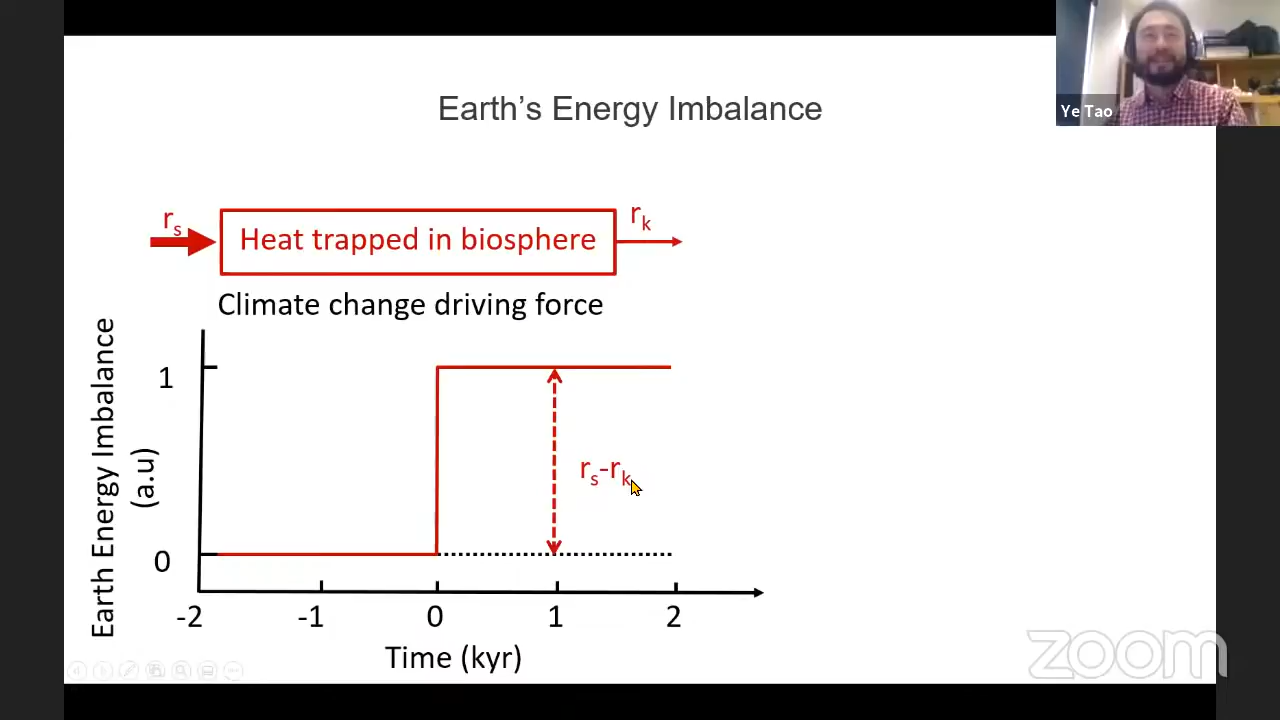 Earth's Energy Imbalance
Ye Tao
rs
Heat trapped in biosphere
rk
Climate change driving force
Earth Energy Imbalance
(a.u)
1
0
rs-rk
-2
-1
0
1
2
Time (kyr)
zoom